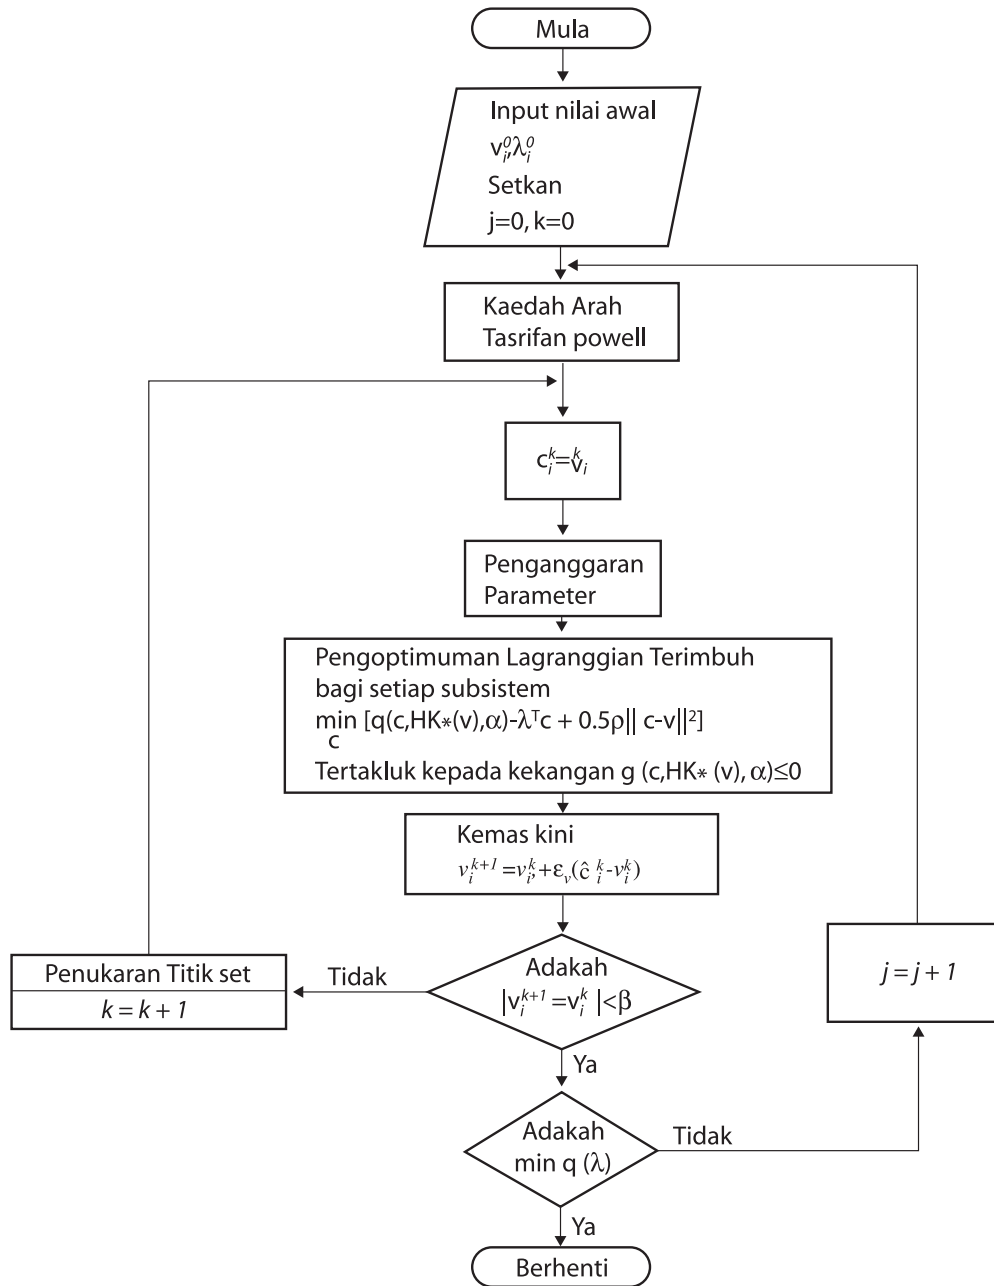 Mula
Input nilai awal
v_i^0, λ_i^0
Setkan
j=0, k=0
Kaedah Arah
Tasrifan powell
c_i^k=v_i^k
Penganggaran
Parameter
Pengoptimuman Lagranggian Terimbuh
bagi setiap subsistem
min [q(c,HK*(v),α)-λ^T c + 0.5ρ|| c-v||²]
c
Tertakluk kepada kekangan g (c,HK* (v), α)≤0
Kemas kini
v_i^{k+1}=v_i^k,+ε_v(ĉ_i^k-v_i^k)
Adakah
|v_i^{k+1}=v_i^k |<β
Tidak
Penukaran Titik set
k = k + 1
j = j + 1
Ya
Adakah
min q (λ)
Tidak
Ya
Berhenti